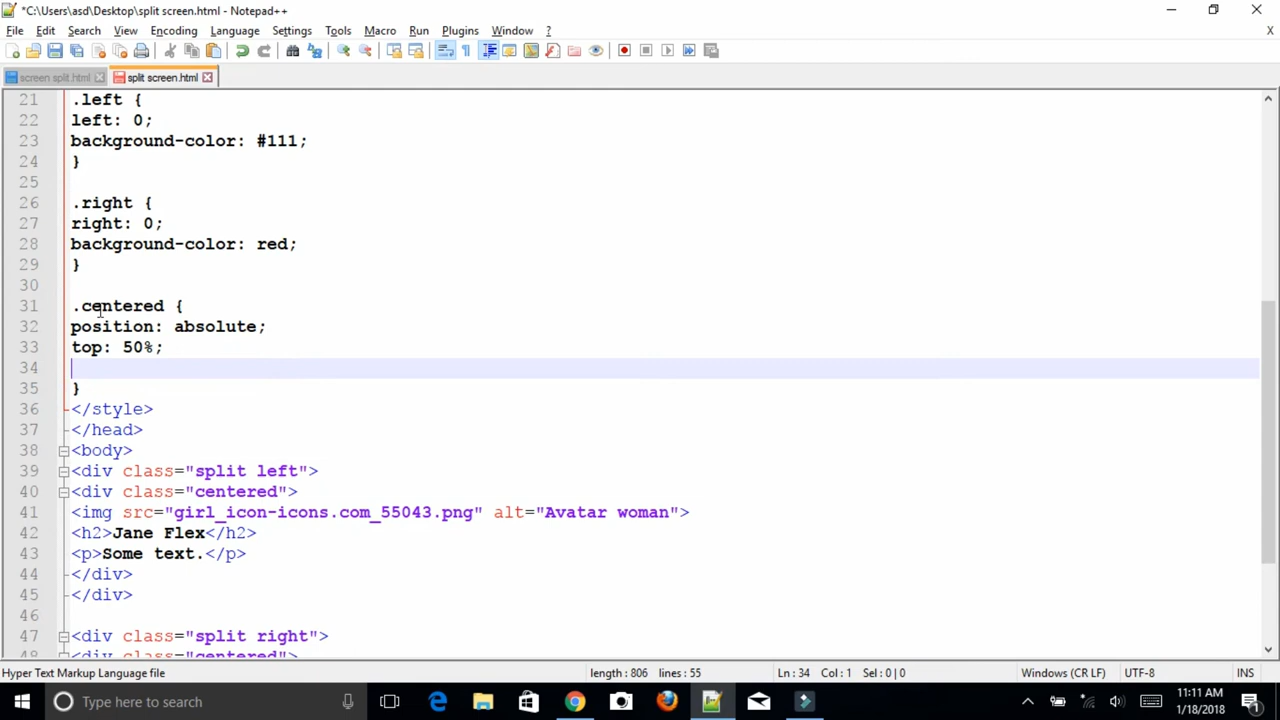 *C:\Users\asd\Desktop\split screen.html - Notepad++
File Edit Search View Encoding Language Settings Tools Macro Run Plugins Window ? X
screen split.html split screen.html
21 .left {
22 left: 0;
23 background-color: #111;
24 }
25
26 .right {
27 right: 0;
28 background-color: red;
29 }
30
31 .centered {
32 position: absolute;
33 top: 50%;
34
35 }
36 </style>
37 </head>
38 <body>
39 <div class="split left">
40 <div class="centered">
41 <img src="girl_icon-icons.com_55043.png" alt="Avatar woman">
42 <h2>Jane Flex</h2>
43 <p>Some text.</p>
44 </div>
45 </div>
46
47 <div class="split right">
48 <div class="centered">
Hyper Text Markup Language file length : 806 lines : 55 Ln : 34 Col : 1 Sel : 0 | 0 Windows (CR LF) UTF-8 INS
Type here to search
11:11 AM
1/18/2018